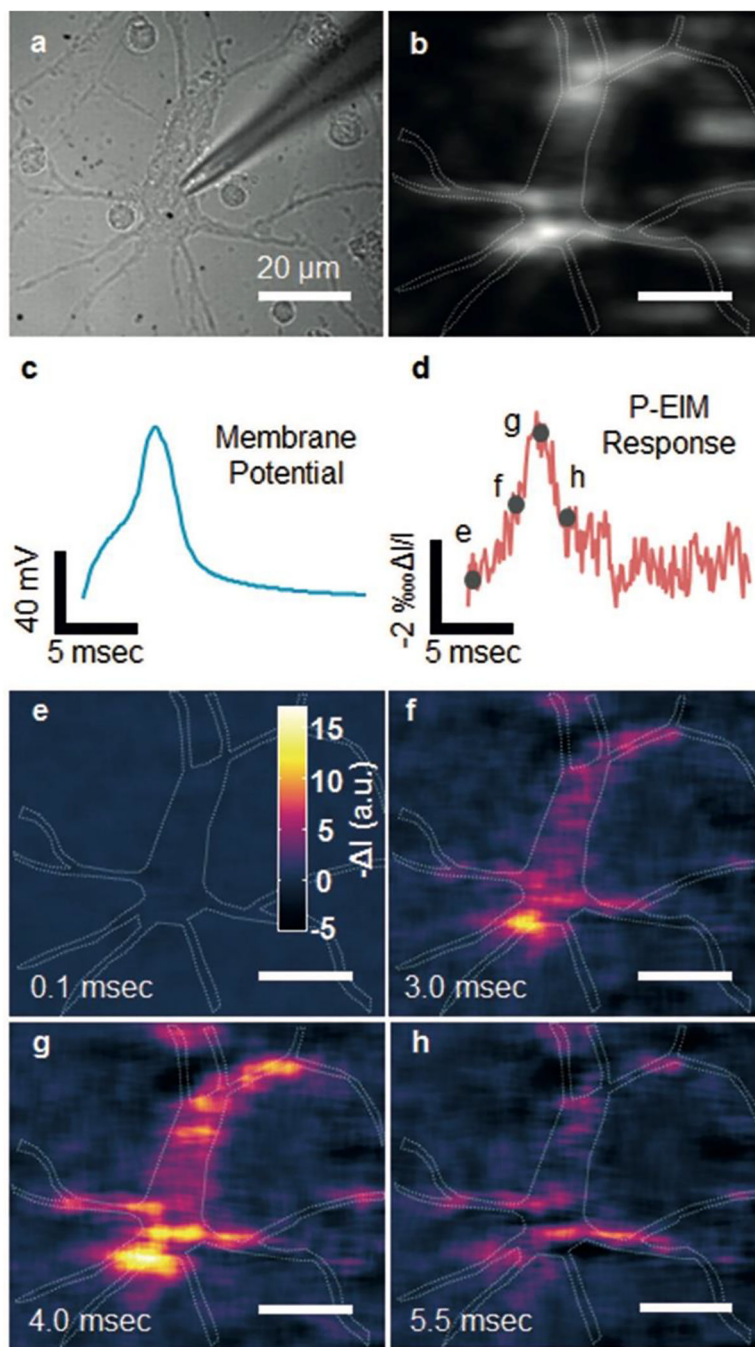 a
20 µm
b
c
Membrane
Potential
40 mV
5 msec
d
P-EIM
Response
g
f
h
e
-2 ‱ΔI/I
5 msec
e
15
10
5
0
-5
-ΔI (a.u.)
0.1 msec
f
3.0 msec
g
4.0 msec
h
5.5 msec